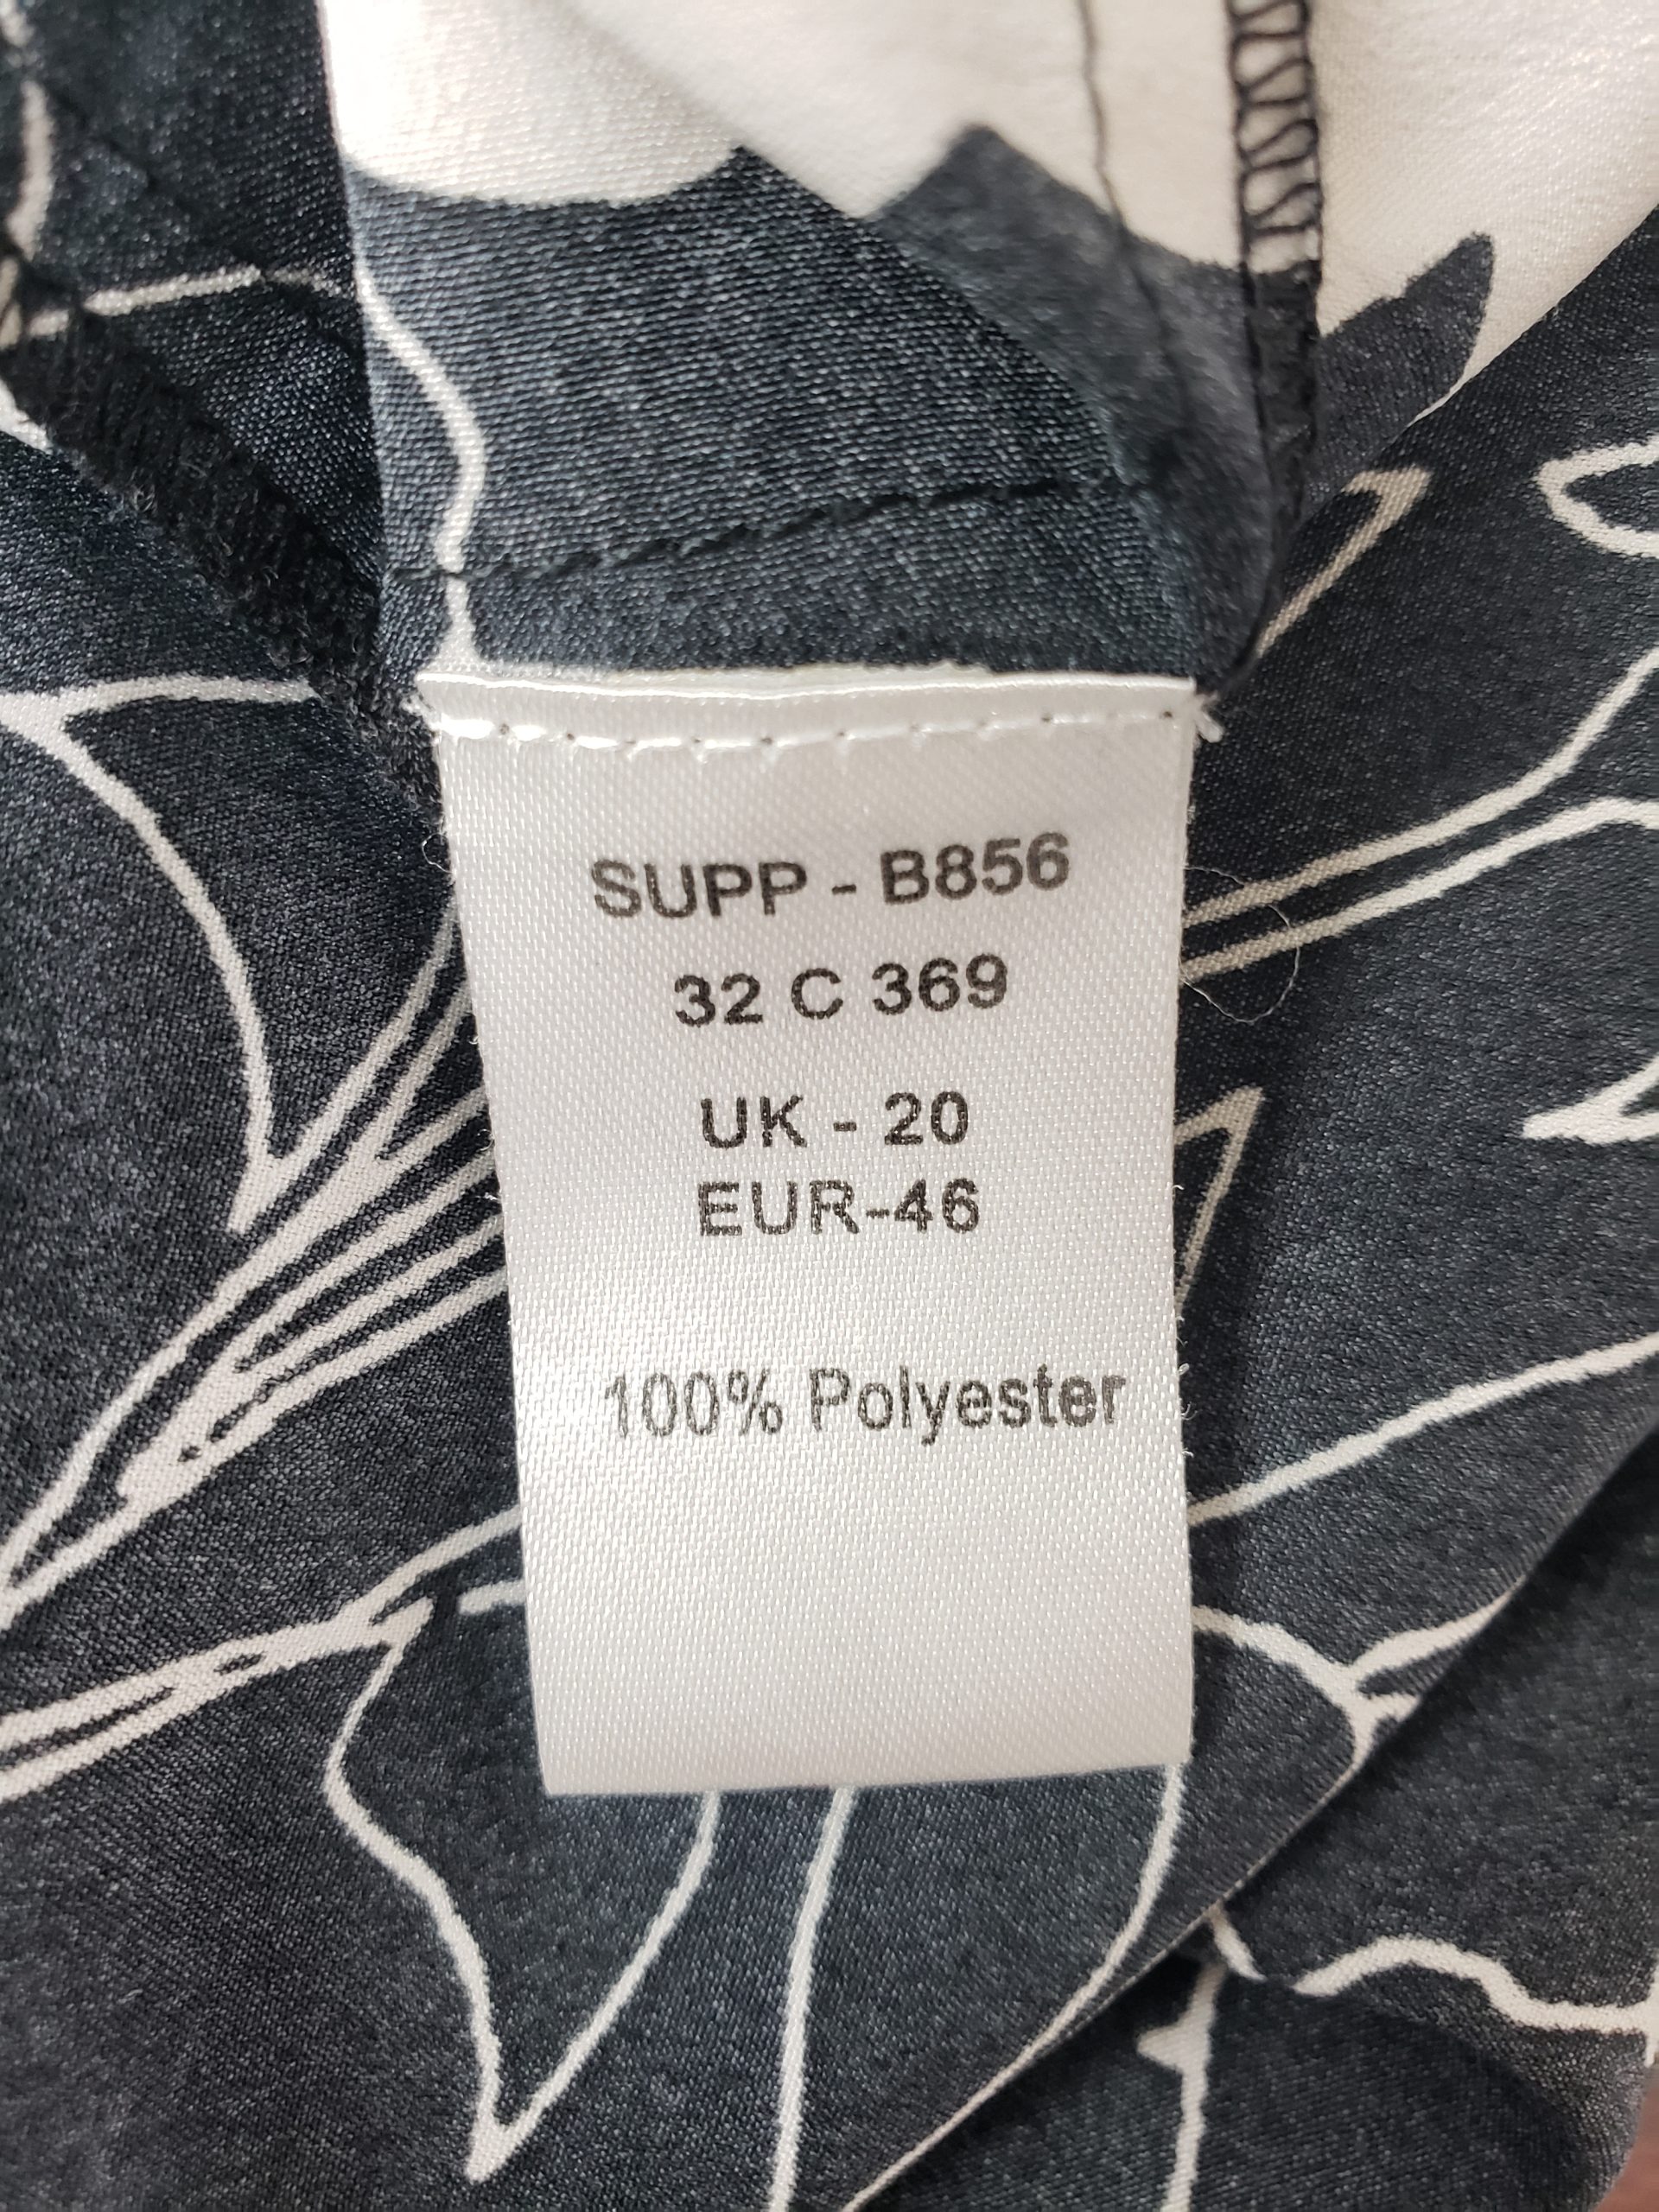 SUPP - B856
32 C 369
UK - 20
EUR-46
100% Polyester